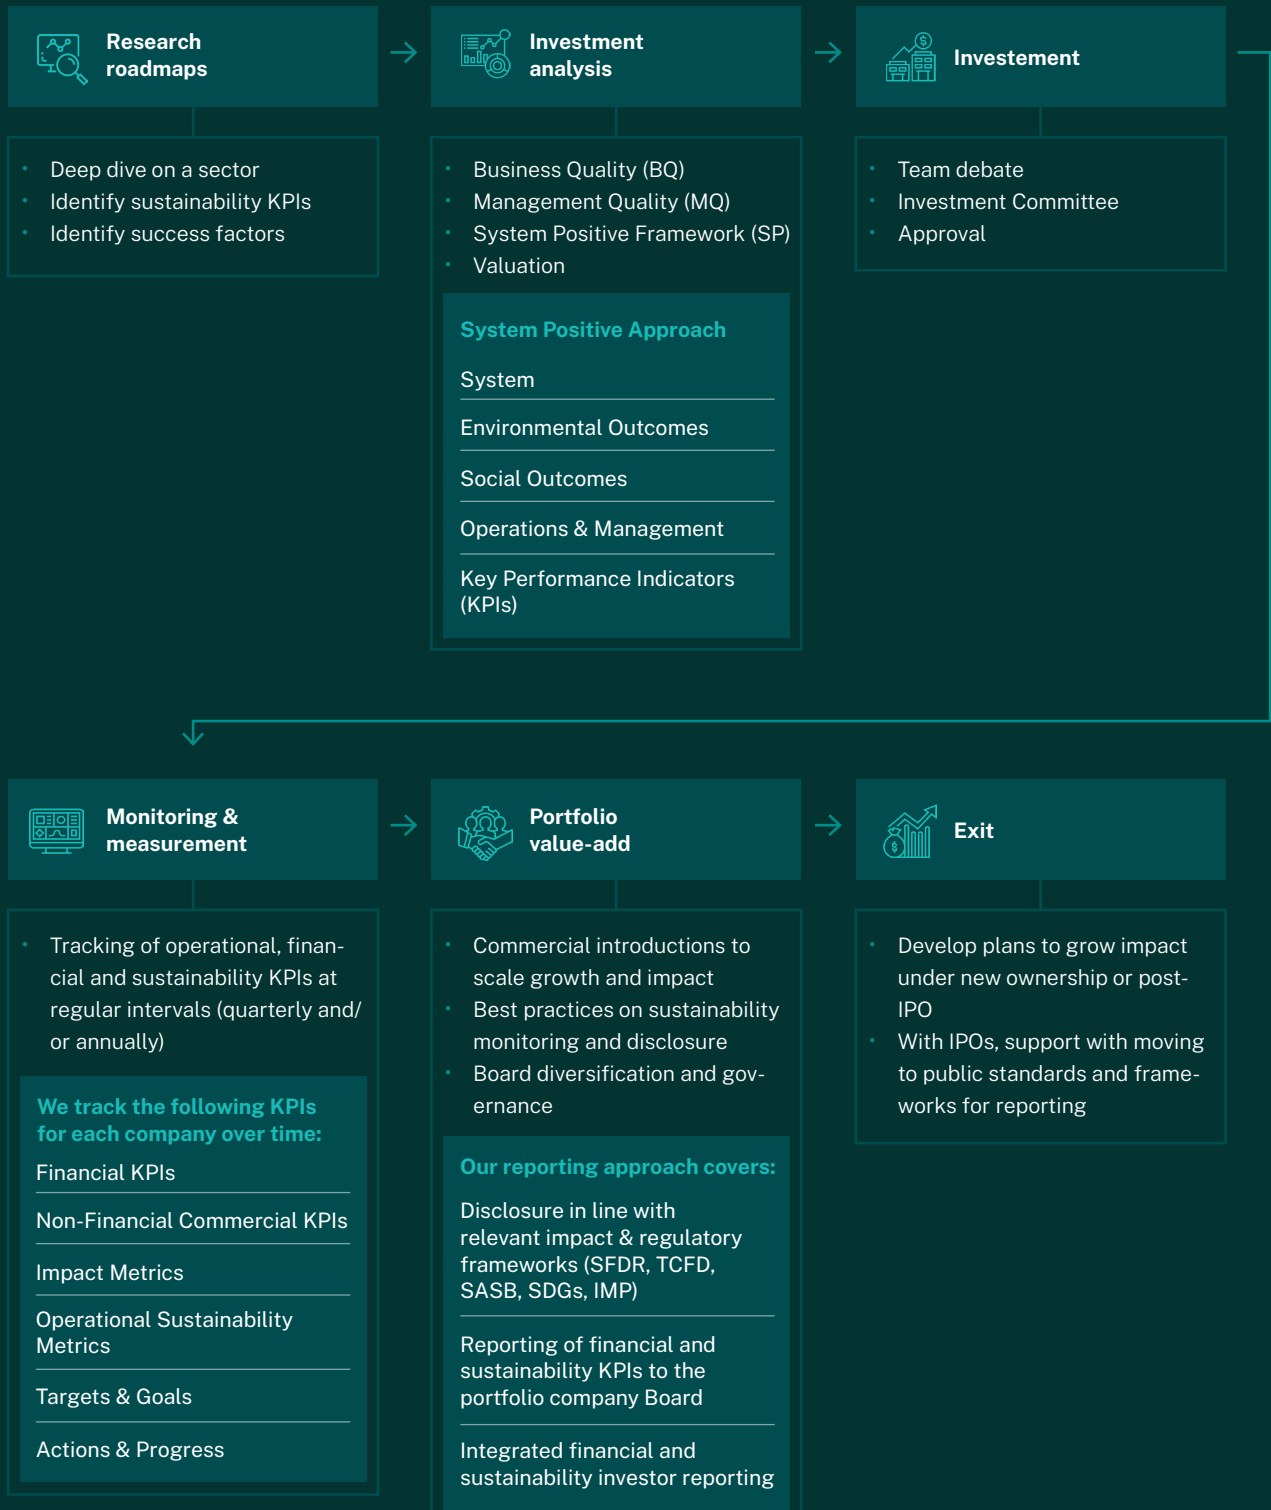 Research
roadmaps
Deep dive on a sector
Identify sustainability KPIs
Identify success factors
Investment
analysis
Business Quality (BQ)
Management Quality (MQ)
System Positive Framework (SP)
Valuation
System Positive Approach
System
Environmental Outcomes
Social Outcomes
Operations & Management
Key Performance Indicators
(KPIs)
Investement
Team debate
Investment Committee
Approval
Monitoring &
measurement
Tracking of operational, finan-
cial and sustainability KPIs at
regular intervals (quarterly and/
or annually)
We track the following KPIs
for each company over time:
Financial KPIs
Non-Financial Commercial KPIs
Impact Metrics
Operational Sustainability
Metrics
Targets & Goals
Actions & Progress
Portfolio
value-add
Commercial introductions to
scale growth and impact
Best practices on sustainability
monitoring and disclosure
Board diversification and gov-
ernance
Our reporting approach covers:
Disclosure in line with
relevant impact & regulatory
frameworks (SFDR, TCFD,
SASB, SDGs, IMP)
Reporting of financial and
sustainability KPIs to the
portfolio company Board
Integrated financial and
sustainability investor reporting
Exit
Develop plans to grow impact
under new ownership or post-
IPO
With IPOs, support with moving
to public standards and frame-
works for reporting